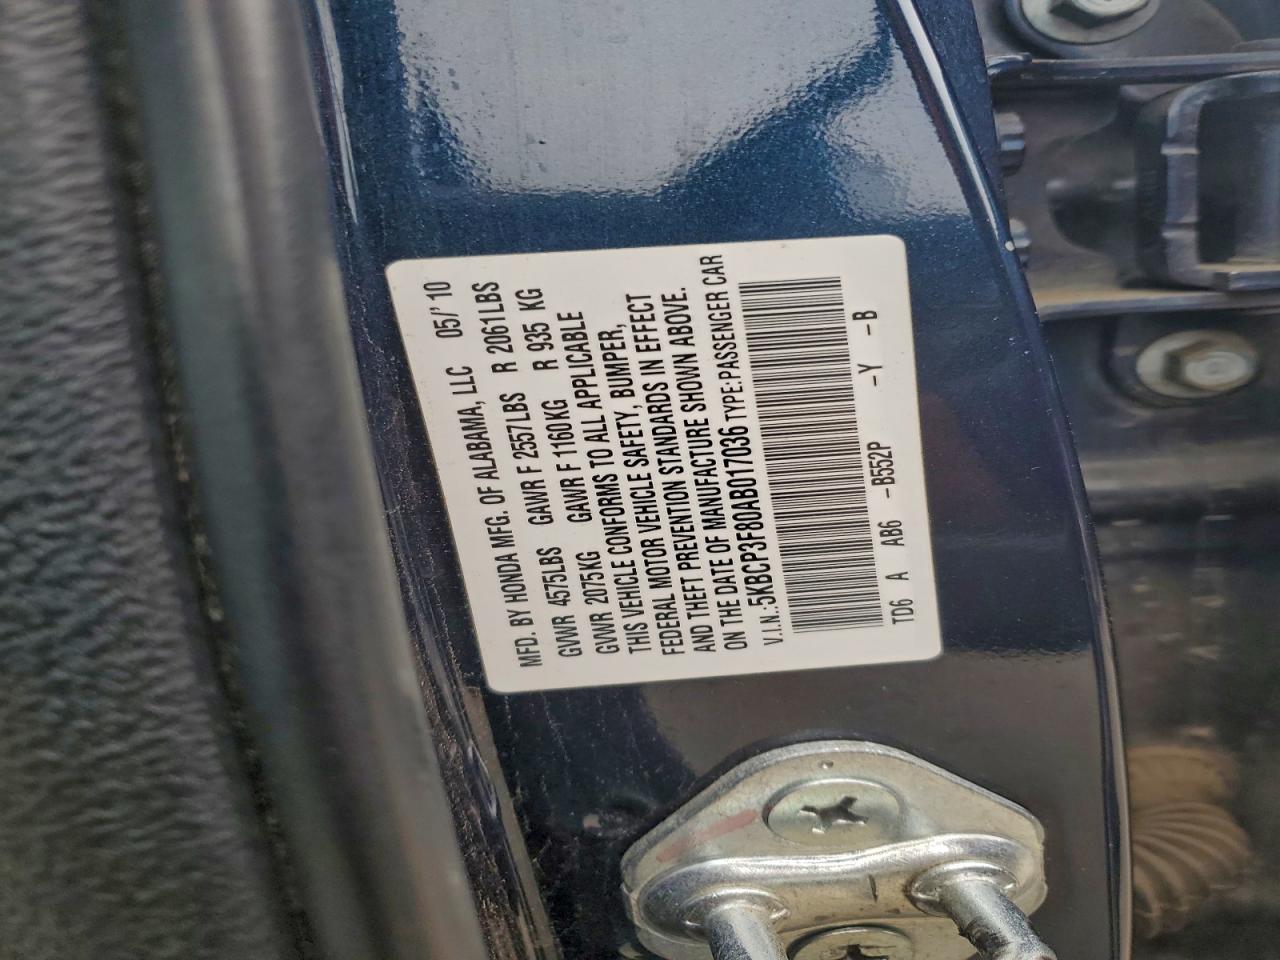 MFD. BY HONDA MFG. OF ALABAMA, LLC 05/'10
GVWR 4575LBS GAWR F 2557LBS R 2061LBS
GVWR 2075KG GAWR F 1160KG R 935 KG
THIS VEHICLE CONFORMS TO ALL APPLICABLE
FEDERAL MOTOR VEHICLE SAFETY, BUMPER,
AND THEFT PREVENTION STANDARDS IN EFFECT
ON THE DATE OF MANUFACTURE SHOWN ABOVE.
V.I.N.:5KBCP3F80AB017036 TYPE:PASSENGER CAR
TD6 A AB6 -B552P -Y -B